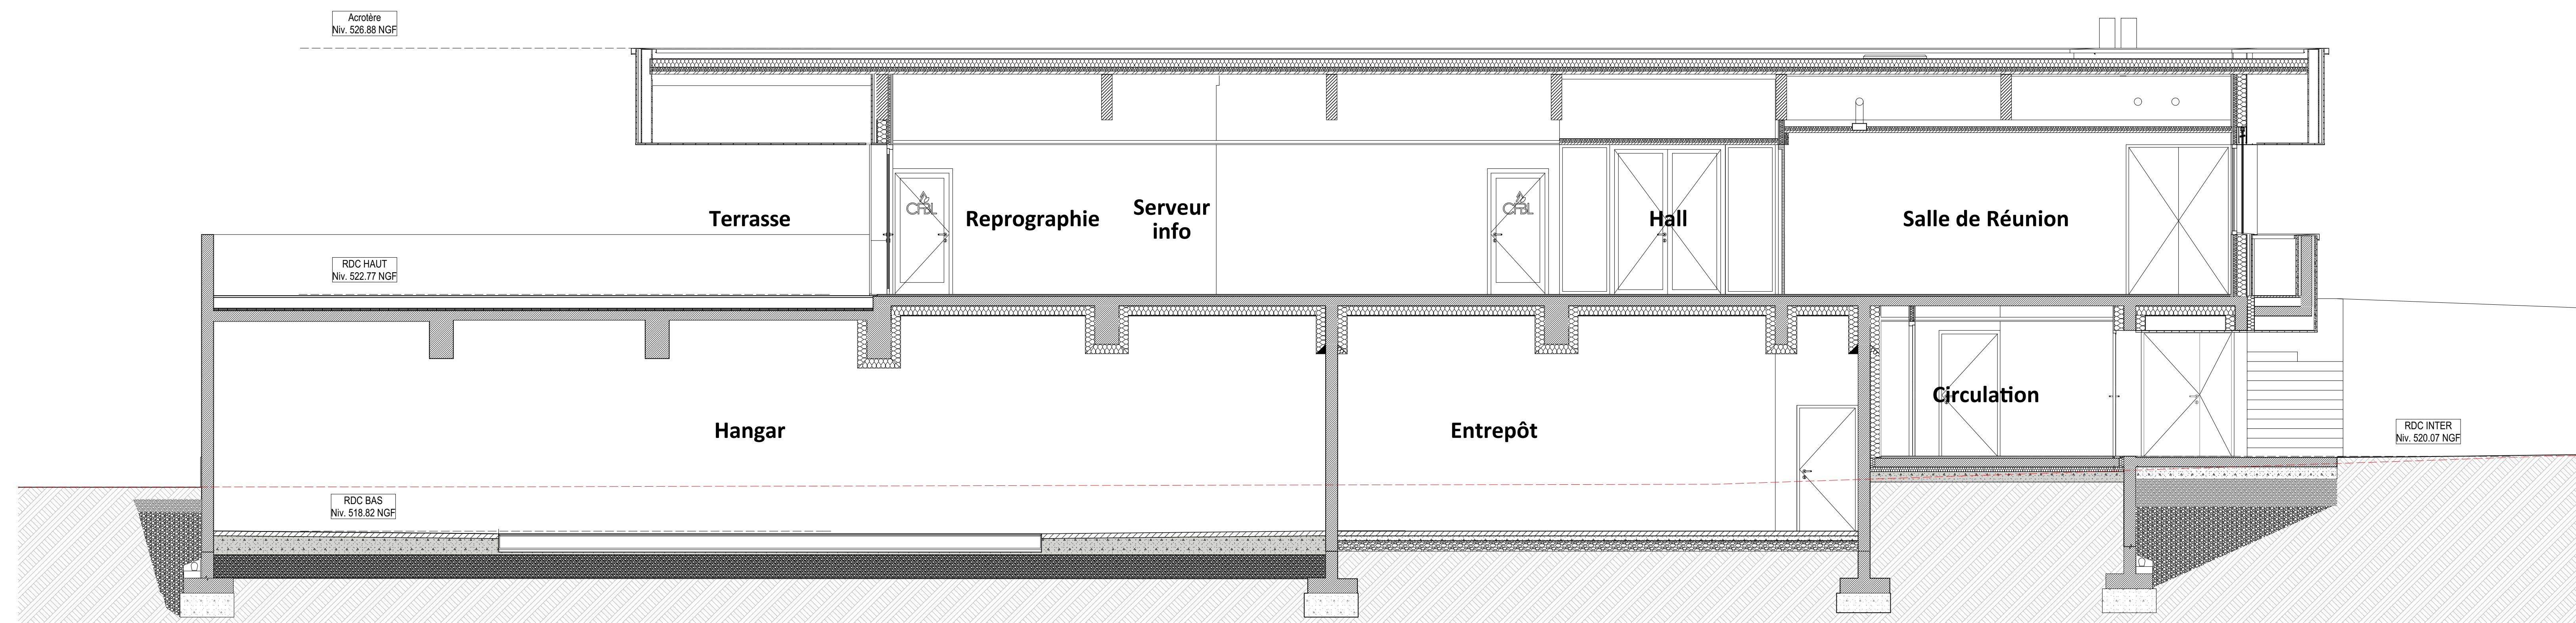 Acrotère
Niv. 526.88 NGF
Terrasse
Reprographie
Serveur
info
Hall
Salle de Réunion
RDC HAUT
Niv. 522.77 NGF
Hangar
Entrepôt
Circulation
RDC INTER
Niv. 520.07 NGF
RDC BAS
Niv. 518.82 NGF